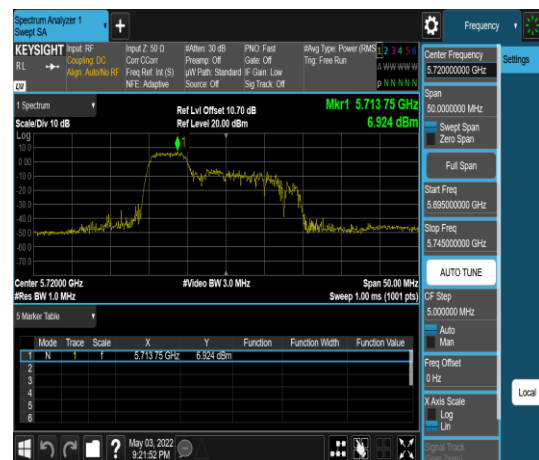 Spectrum Analyzer 1
Swept SA
Frequency
KEYSIGHT
RL
LXI
Input: RF
Coupling: DC
Align: Auto/No RF
Input Z: 50 Ω
Corr CCorr
Freq Ref: Int (S)
NFE: Adaptive
#Atten: 30 dB
Preamp: Off
µW Path: Standard
Source: Off
PNO: Fast
Gate: Off
IF Gain: Low
Sig Track: Off
#Avg Type: Power (RMS
Trig: Free Run
1 2 3 4 5 6
A W W W W W
P N N N N N
1 Spectrum
Scale/Div 10 dB
Ref Lvl Offset 10.70 dB
Ref Level 20.00 dBm
Mkr1 5.713 75 GHz
6.924 dBm
Log
10.0
0.00
-10.0
-20.0
-30.0
-40.0
-50.0
-60.0
-70.0
1
Center 5.72000 GHz
#Res BW 1.0 MHz
#Video BW 3.0 MHz
Span 50.00 MHz
Sweep 1.00 ms (1001 pts)
5 Marker Table
Mode Trace Scale X Y Function Function Width Function Value
1 N 1 f 5.713 75 GHz 6.924 dBm
2
3
4
5
6
May 03, 2022
9:21:52 PM
Center Frequency
5.720000000 GHz
Settings
Span
50.0000000 MHz
Swept Span
Zero Span
Full Span
Start Freq
5.695000000 GHz
Stop Freq
5.745000000 GHz
AUTO TUNE
CF Step
5.000000 MHz
Auto
Man
Freq Offset
0 Hz
X Axis Scale
Log
Lin
Signal Track
(Span Zoom)
Local